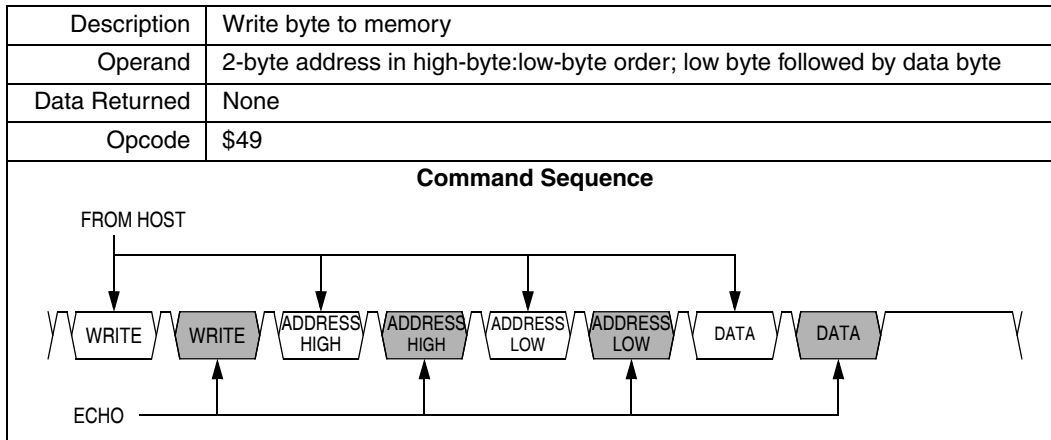 Description Write byte to memory
Operand 2-byte address in high-byte:low-byte order; low byte followed by data byte
Data Returned None
Opcode $49
Command Sequence
FROM HOST
WRITE WRITE ADDRESS HIGH ADDRESS HIGH ADDRESS LOW ADDRESS LOW DATA DATA
ECHO